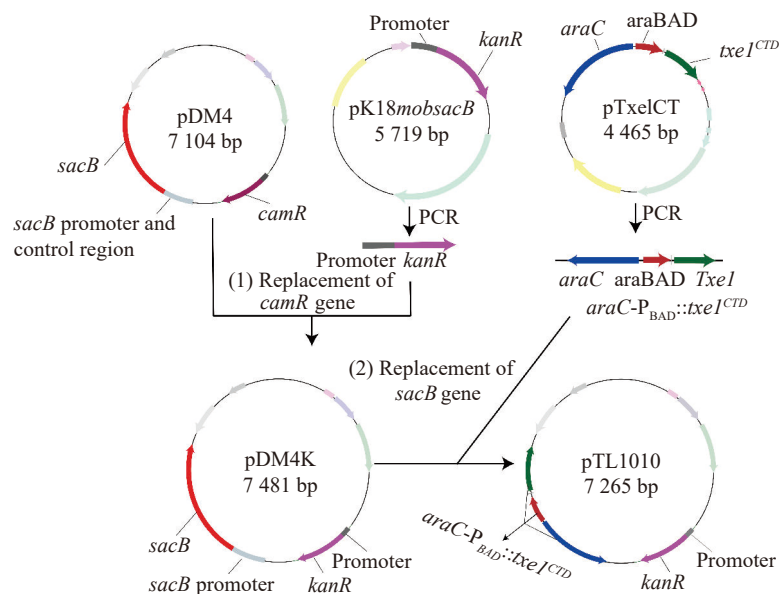 pDM4
7 104 bp
sacB
sacB promoter and
control region
camR
Promoter
kanR
pK18mobsacB
5 719 bp
PCR
Promoter kanR
araC
araBAD
txe1CTD
pTxe1CT
4 465 bp
PCR
araC araBAD Txe1
araC-PBAD::txe1CTD
(1) Replacement of
camR gene
(2) Replacement of
sacB gene
pDM4K
7 481 bp
sacB
sacB promoter
kanR
Promoter
pTL1010
7 265 bp
araC-PBAD::txe1CTD
Promoter
kanR